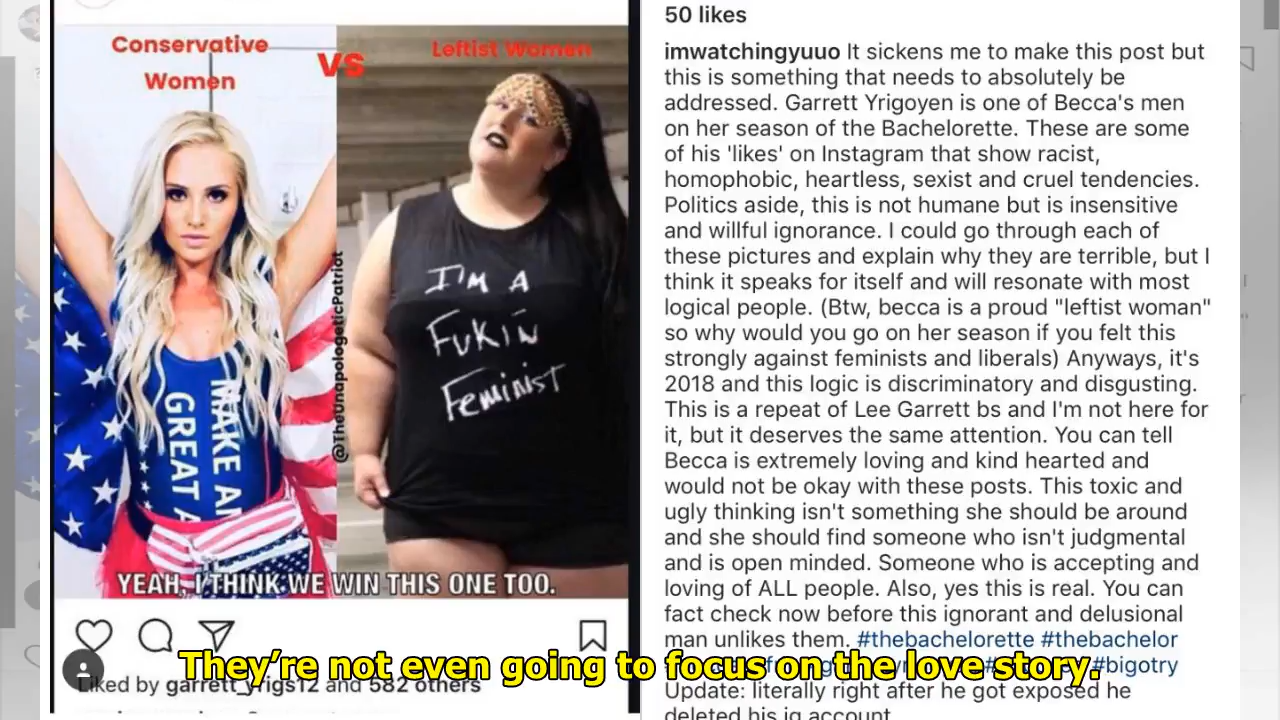 Conservative
Women
VS
Leftist Women
MAKE AM
GREAT A
@TheUnapologeticPatriot
I'M A
FUKIN
Feminist
YEAH, I THINK WE WIN THIS ONE TOO.
Liked by garrett_yrigs12 and 582 others
50 likes
imwatchingyuuo It sickens me to make this post but
this is something that needs to absolutely be
addressed. Garrett Yrigoyen is one of Becca's men
on her season of the Bachelorette. These are some
of his 'likes' on Instagram that show racist,
homophobic, heartless, sexist and cruel tendencies.
Politics aside, this is not humane but is insensitive
and willful ignorance. I could go through each of
these pictures and explain why they are terrible, but I
think it speaks for itself and will resonate with most
logical people. (Btw, becca is a proud "leftist woman"
so why would you go on her season if you felt this
strongly against feminists and liberals) Anyways, it's
2018 and this logic is discriminatory and disgusting.
This is a repeat of Lee Garrett bs and I'm not here for
it, but it deserves the same attention. You can tell
Becca is extremely loving and kind hearted and
would not be okay with these posts. This toxic and
ugly thinking isn't something she should be around
and she should find someone who isn't judgmental
and is open minded. Someone who is accepting and
loving of ALL people. Also, yes this is real. You can
fact check now before this ignorant and delusional
man unlikes them. #thebachelorette #thebachelor
#bigotry
Update: literally right after he got exposed he
deleted his ig account
They're not even going to focus on the love story.